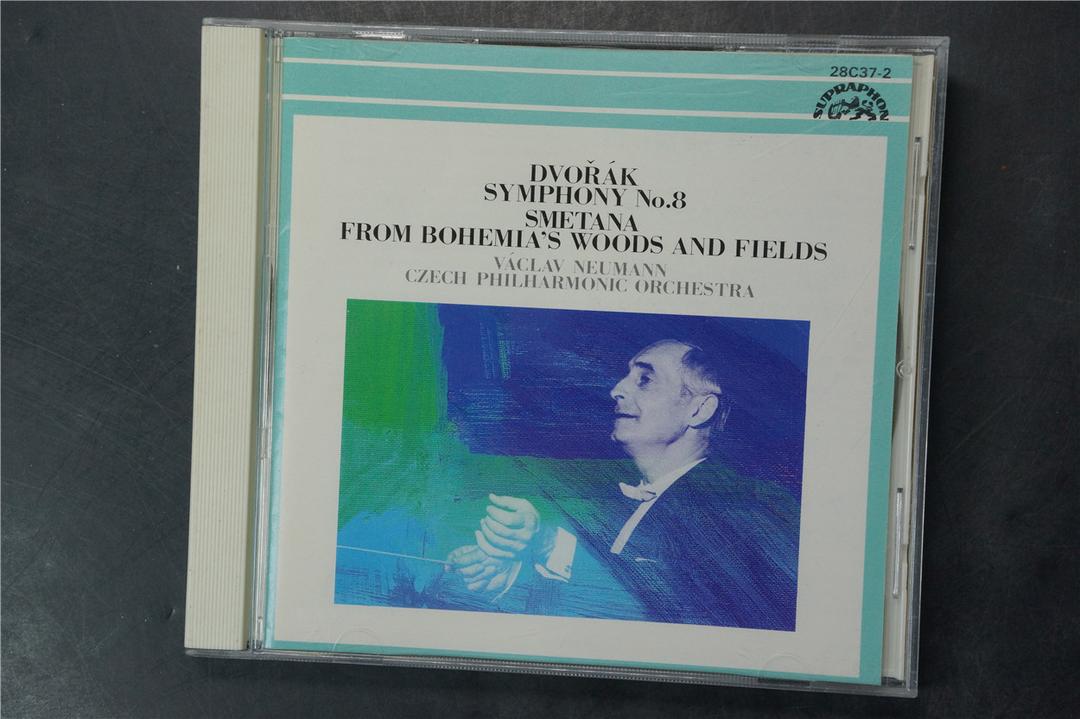 28C37-2
SUPRAPHON
DVOŘÁK
SYMPHONY No.8
SMETANA
FROM BOHEMIA'S WOODS AND FIELDS
VÁCLAV NEUMANN
CZECH PHILHARMONIC ORCHESTRA